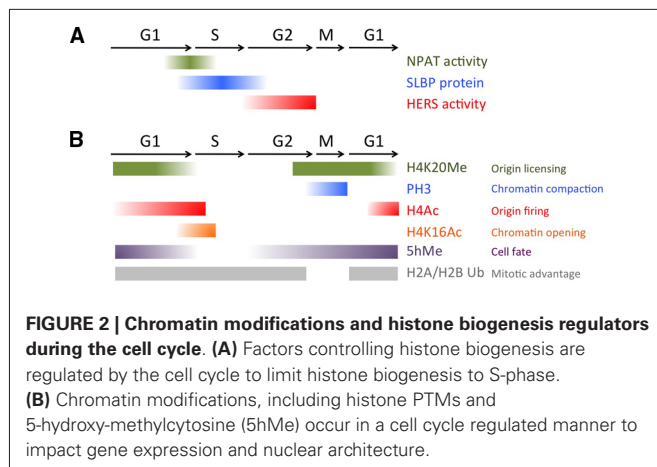 A
G1 S G2 M G1
NPAT activity
SLBP protein
HERS activity
B
G1 S G2 M G1
H4K20Me Origin licensing
PH3 Chromatin compaction
H4Ac Origin firing
H4K16Ac Chromatin opening
5hMe Cell fate
H2A/H2B Ub Mitotic advantage
FIGURE 2 | Chromatin modifications and histone biogenesis regulators
during the cell cycle. (A) Factors controlling histone biogenesis are
regulated by the cell cycle to limit histone biogenesis to S-phase.
(B) Chromatin modifications, including histone PTMs and
5-hydroxy-methylcytosine (5hMe) occur in a cell cycle regulated manner to
impact gene expression and nuclear architecture.